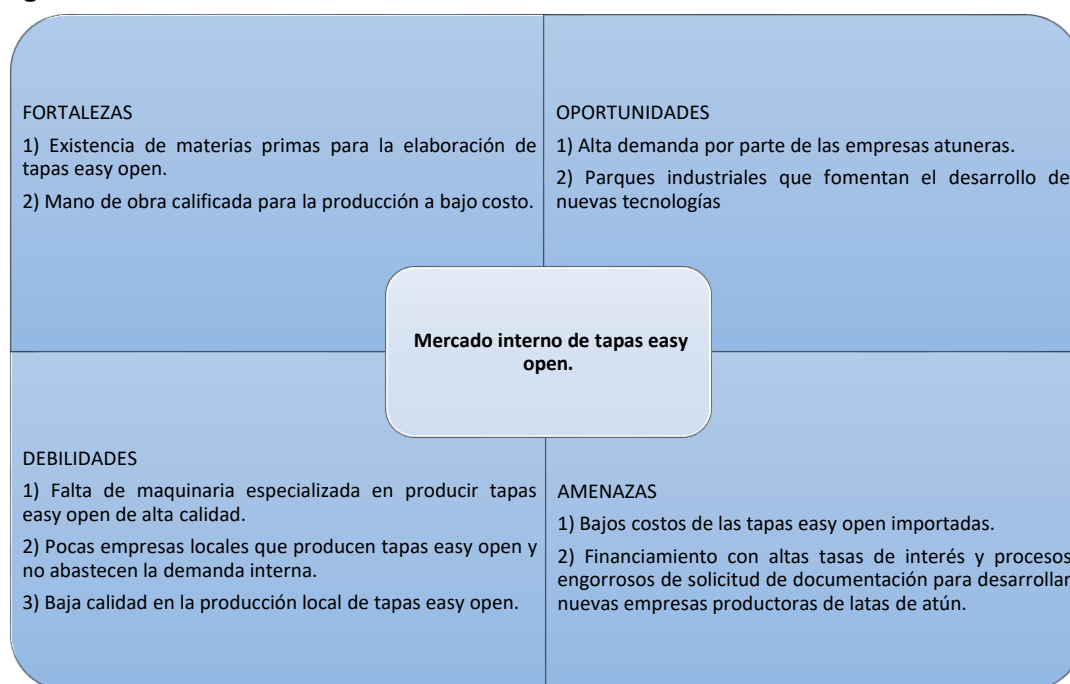 FORTALEZAS
1) Existencia de materias primas para la elaboración de
tapas easy open.
2) Mano de obra calificada para la producción a bajo costo.
OPORTUNIDADES
1) Alta demanda por parte de las empresas atuneras.
2) Parques industriales que fomentan el desarrollo de
nuevas tecnologías
Mercado interno de tapas easy
open.
DEBILIDADES
1) Falta de maquinaria especializada en producir tapas
easy open de alta calidad.
2) Pocas empresas locales que producen tapas easy open y
no abastecen la demanda interna.
3) Baja calidad en la producción local de tapas easy open.
AMENAZAS
1) Bajos costos de las tapas easy open importadas.
2) Financiamiento con altas tasas de interés y procesos
engorrosos de solicitud de documentación para desarrollar
nuevas empresas productoras de latas de atún.